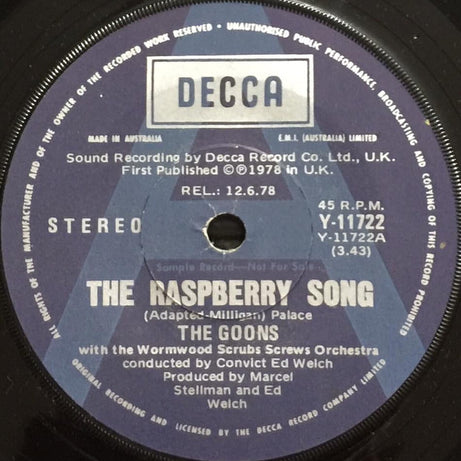 ALL RIGHTS OF THE MANUFACTURER AND OF THE OWNER OF THE RECORDED WORK RESERVED - UNAUTHORISED PUBLIC PERFORMANCE, BROADCASTING AND COPYING OF THIS RECORD PROHIBITED
DECCA
MADE IN AUSTRALIA
E.M.I. (AUSTRALIA) LIMITED
Sound Recording by Decca Record Co. Ltd., U.K.
First Published ©℗1978 in U.K.
REL.: 12.6.78
45 R.P.M.
STEREO
Y-11722
Y-11722A
(3.43)
Sample Record—Not For Sale
THE RASPBERRY SONG
(Adapted-Milligan) Palace
THE GOONS
with the Wormwood Scrubs Screws Orchestra
conducted by Convict Ed Welch
Produced by Marcel
Stellman and Ed
Welch
ORIGINAL RECORDING AND LICENSED BY THE DECCA RECORD COMPANY LIMITED